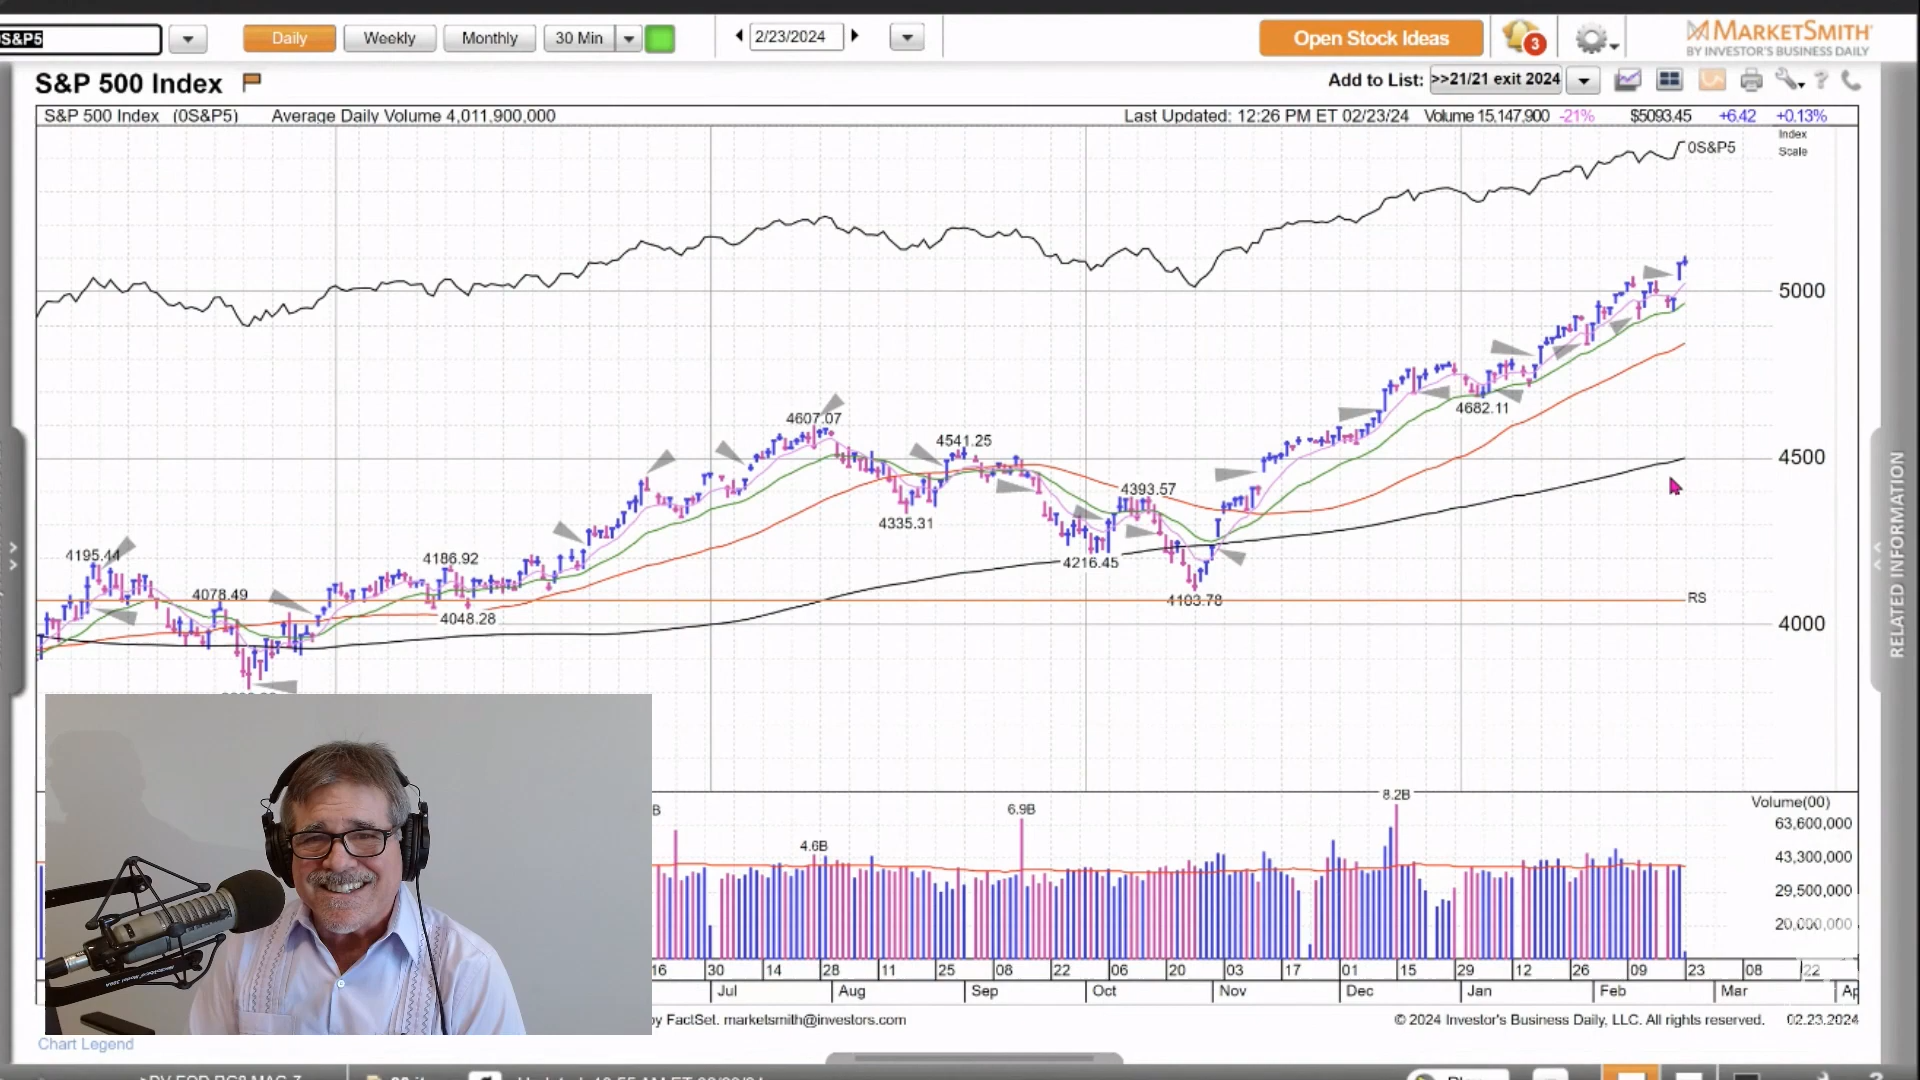 0S&P5
Daily
Weekly
Monthly
30 Min
2/23/2024
Open Stock Ideas
3
MARKETSMITH
BY INVESTOR'S BUSINESS DAILY
S&P 500 Index
Add to List:
>>21/21 exit 2024
?
S&P 500 Index (0S&P5) Average Daily Volume 4,011,900,000
Last Updated: 12:26 PM ET 02/23/24 Volume 15,147,900 -21% $5093.45 +6.42 +0.13%
Index
Scale
0S&P5
5000
4682.11
4607.07
4541.25
4500
4393.57
4335.31
4195.44
4186.92
4216.45
4078.49
4103.78
RS
4048.28
4000
RELATED INFORMATION
8.2B
B
6.9B
4.6B
Volume(00)
63,600,000
43,300,000
29,500,000
20,000,000
16 30 14 28 11 25 08 22 06 20 03 17 01 15 29 12 26 09 23 08 22
Jul Aug Sep Oct Nov Dec Jan Feb Mar Ap
by FactSet. marketsmith@investors.com
© 2024 Investor's Business Daily, LLC. All rights reserved. 02.23.2024
Chart Legend